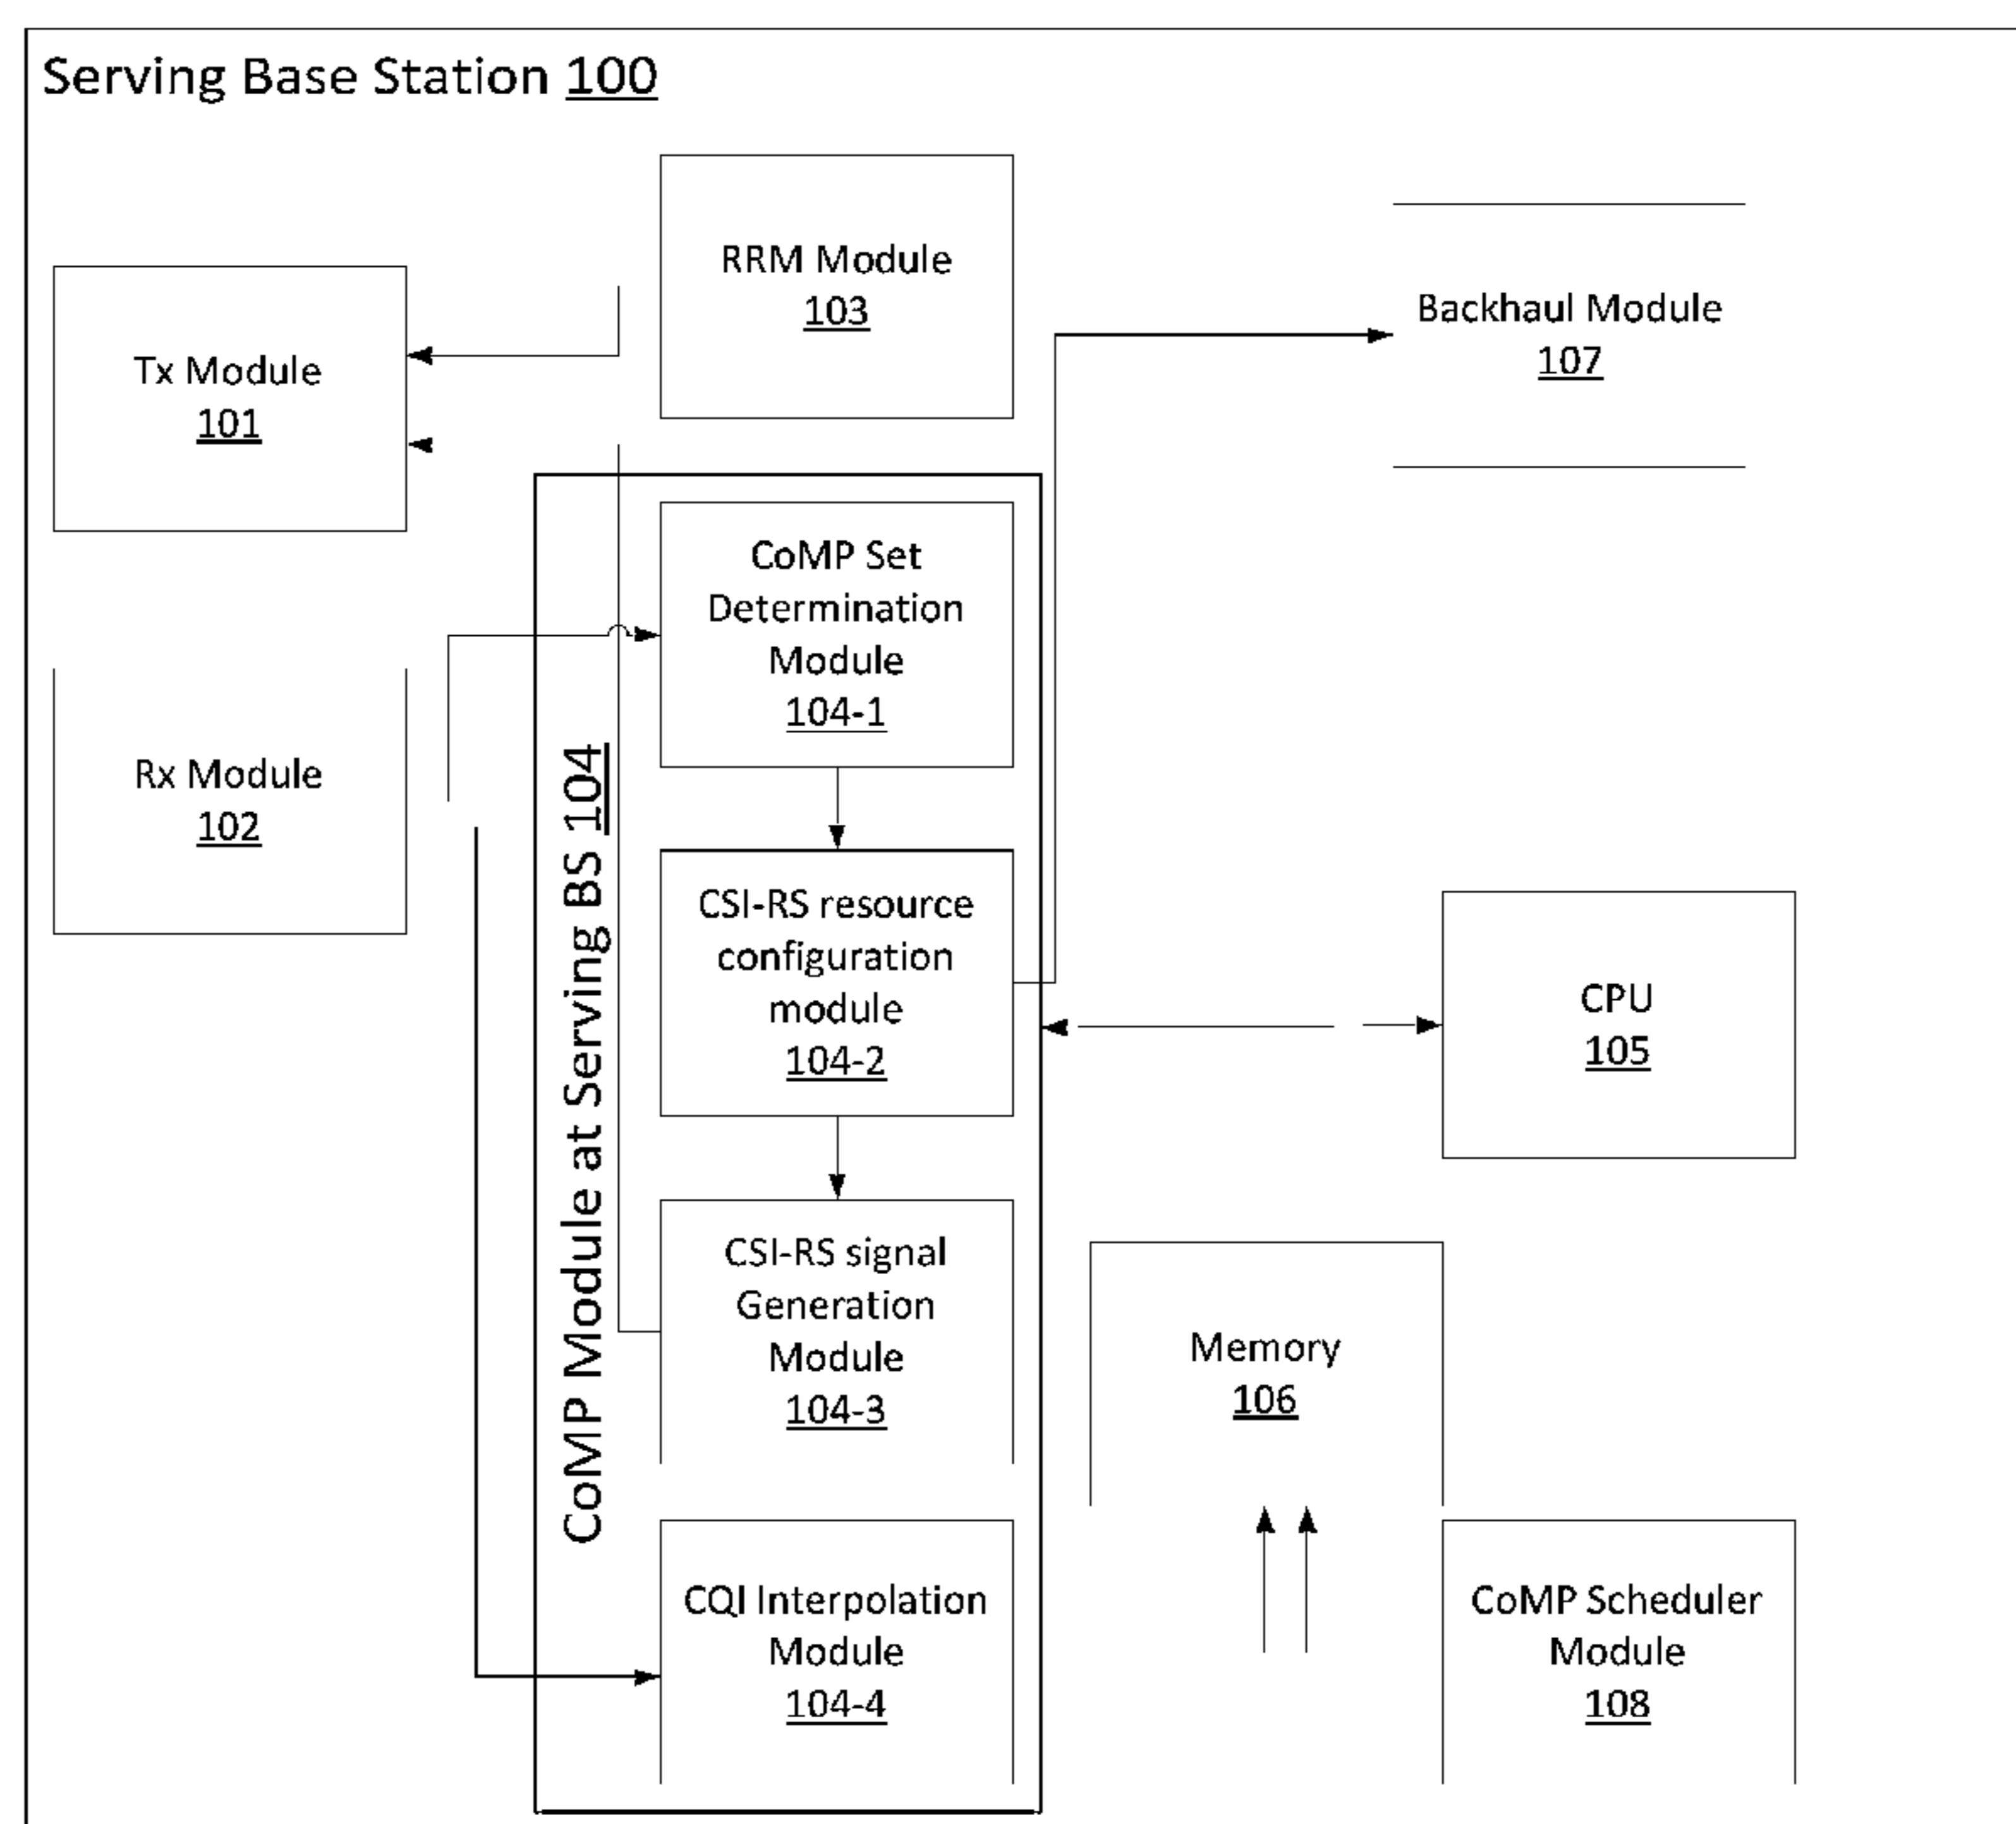 Serving Base Station 100
RRM Module
103
Tx Module
101
Backhaul Module
107
CoMP Set
Determination
Module
104-1
Rx Module
102
CoMP Module at Serving BS 104
CSI-RS resource
configuration
module
104-2
CPU
105
CSI-RS signal
Generation
Module
104-3
Memory
106
CQI Interpolation
Module
104-4
CoMP Scheduler
Module
108